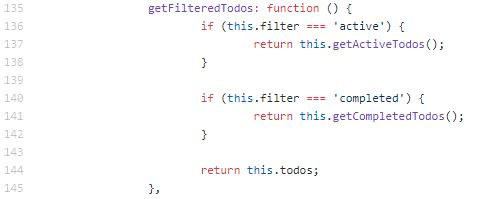 135 getFilteredTodos: function () {
136 if (this.filter === 'active') {
137 return this.getActiveTodos();
138 }
139
140 if (this.filter === 'completed') {
141 return this.getCompletedTodos();
142 }
143
144 return this.todos;
145 },